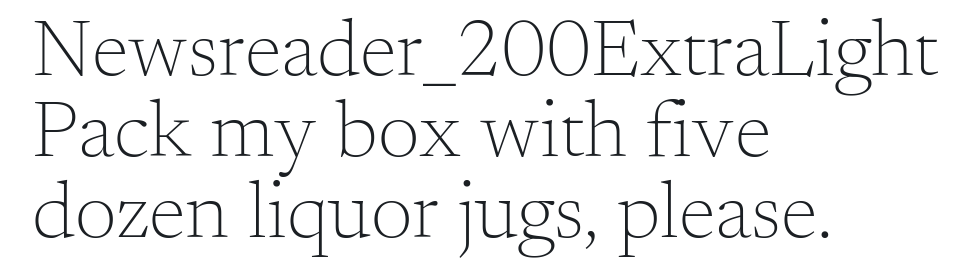 Newsreader_200ExtraLight
Pack my box with five
dozen liquor jugs, please.